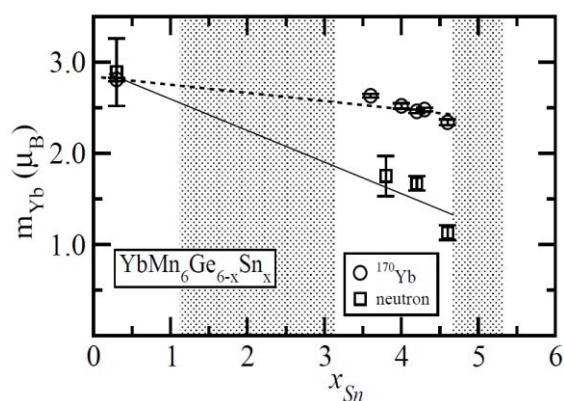 3.0
2.0
1.0
m_Yb (μ_B)
YbMn₆Ge₆₋ₓSnₓ
¹⁷⁰Yb
neutron
0 1 2 3 4 5 6
x_Sn